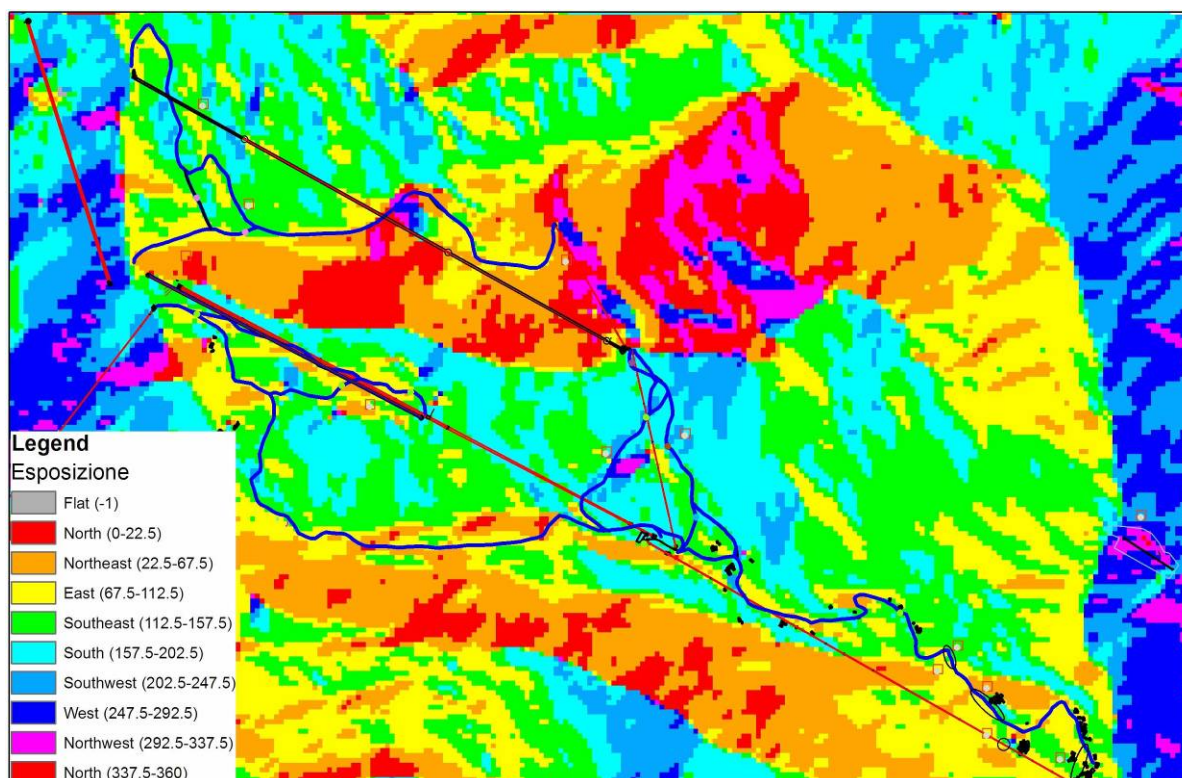 Legend
Esposizione
Flat (-1)
North (0-22.5)
Northeast (22.5-67.5)
East (67.5-112.5)
Southeast (112.5-157.5)
South (157.5-202.5)
Southwest (202.5-247.5)
West (247.5-292.5)
Northwest (292.5-337.5)
North (337.5-360)